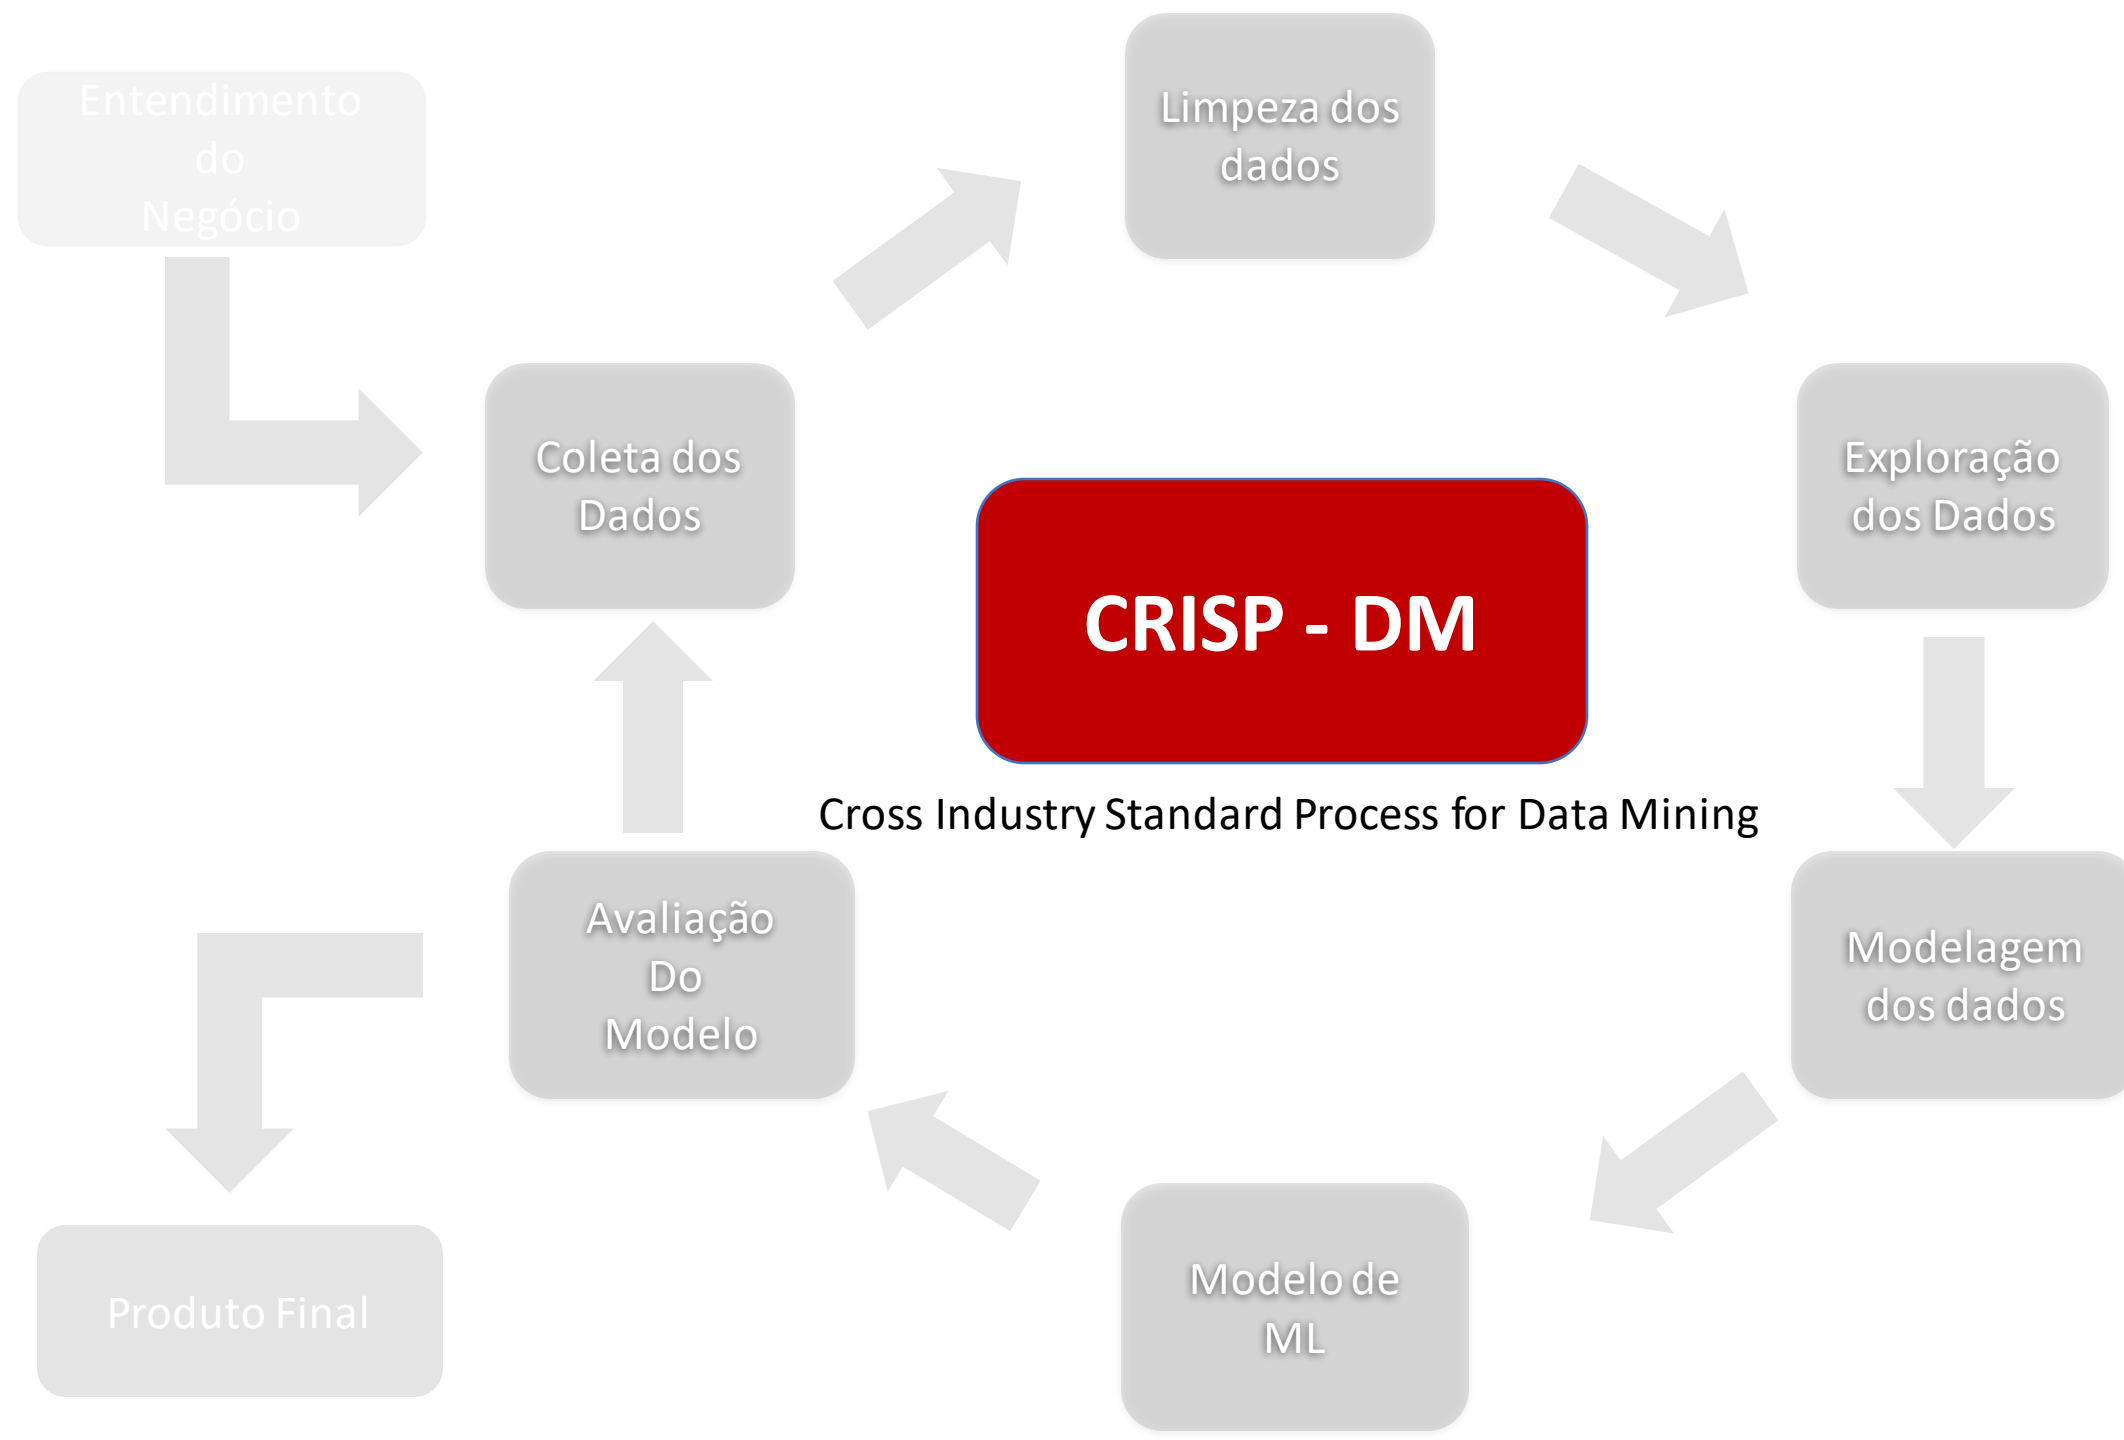 Entendimento
do
Negócio
Limpeza dos
dados
Coleta dos
Dados
Exploração
dos Dados
CRISP - DM
Cross Industry Standard Process for Data Mining
Avaliação
Do
Modelo
Modelagem
dos dados
Modelo de
ML
Produto Final